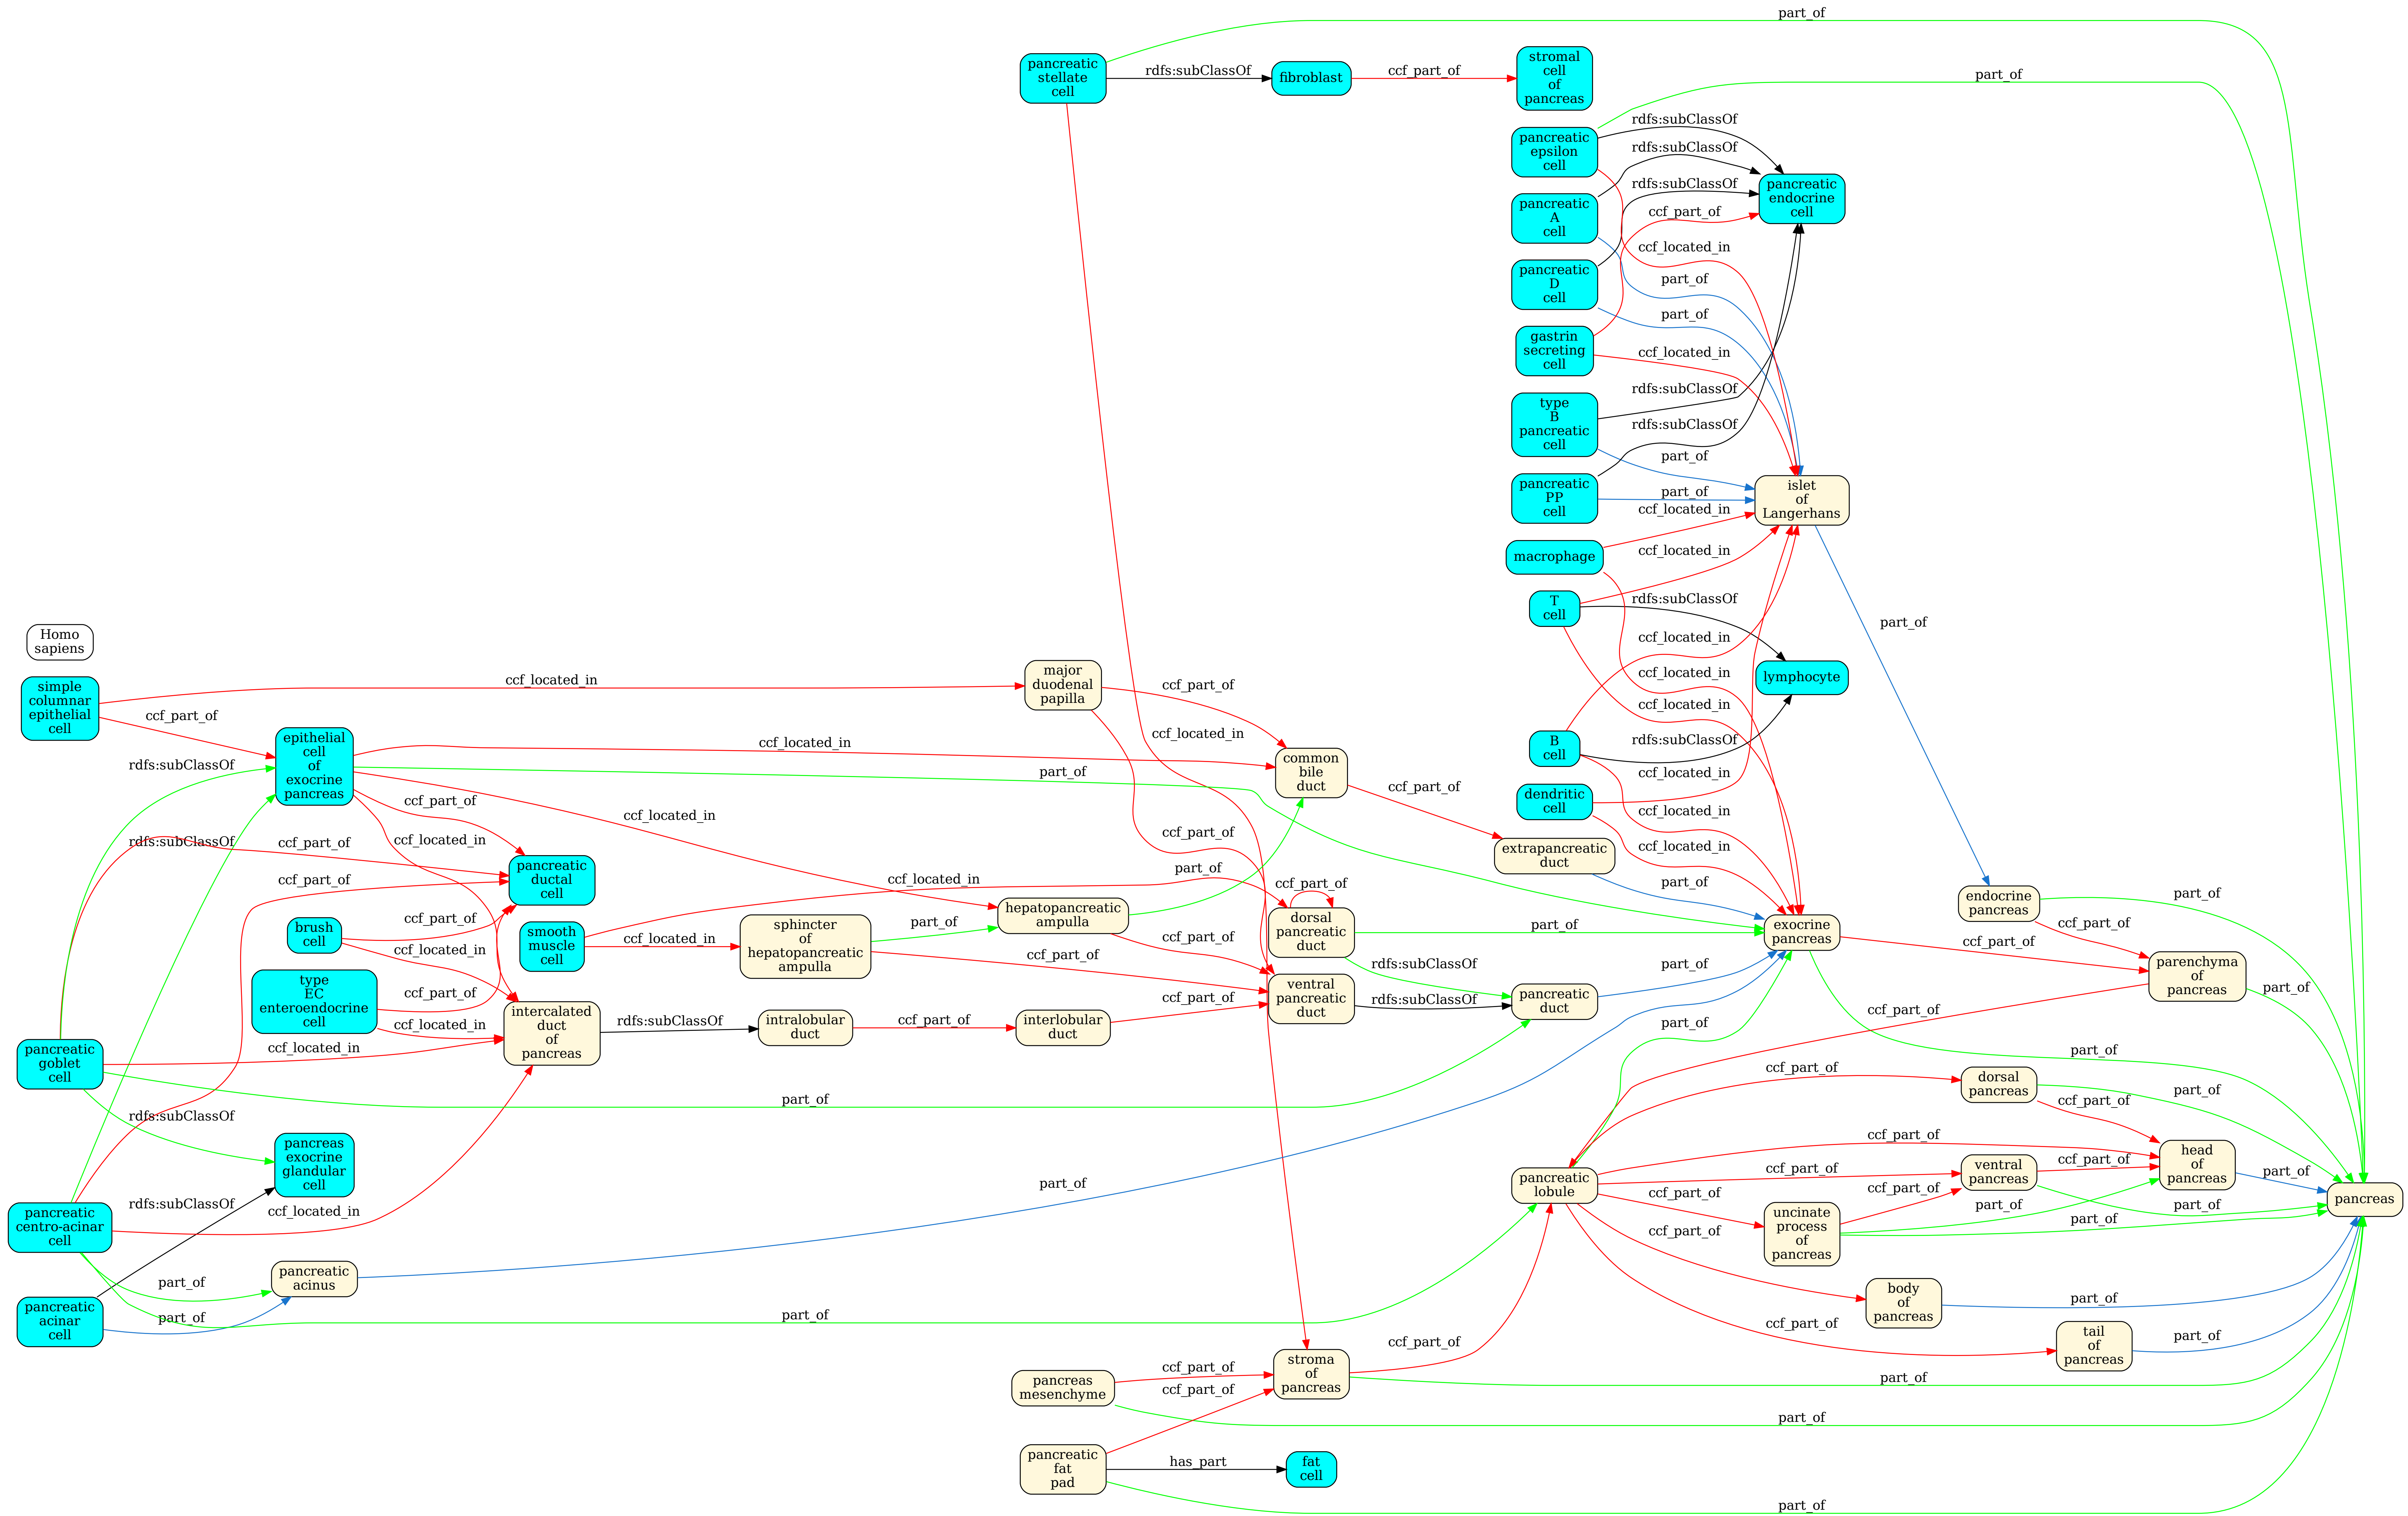 part_of
pancreatic
stellate
cell
rdfs:subClassOf
fibroblast
ccf_part_of
stromal
cell
of
pancreas
part_of
pancreatic
epsilon
cell
rdfs:subClassOf
rdfs:subClassOf
pancreatic
A
cell
rdfs:subClassOf
ccf_part_of
pancreatic
endocrine
cell
ccf_located_in
pancreatic
D
cell
part_of
part_of
gastrin
secreting
cell
ccf_located_in
rdfs:subClassOf
type
B
pancreatic
cell
rdfs:subClassOf
part_of
pancreatic
PP
cell
part_of
ccf_located_in
islet
of
Langerhans
macrophage
ccf_located_in
T
cell
rdfs:subClassOf
part_of
ccf_located_in
ccf_located_in
lymphocyte
ccf_located_in
B
cell
rdfs:subClassOf
ccf_located_in
dendritic
cell
ccf_located_in
ccf_located_in
Homo
sapiens
simple
columnar
epithelial
cell
ccf_located_in
ccf_part_of
major
duodenal
papilla
ccf_part_of
ccf_located_in
epithelial
cell
of
exocrine
pancreas
rdfs:subClassOf
ccf_located_in
part_of
common
bile
duct
ccf_part_of
ccf_part_of
ccf_located_in
ccf_located_in
rdfs:subClassOf
ccf_part_of
ccf_part_of
ccf_part_of
extrapancreatic
duct
part_of
pancreatic
ductal
cell
ccf_located_in
part_of
ccf_part_of
brush
cell
ccf_part_of
ccf_located_in
smooth
muscle
cell
ccf_located_in
sphincter
of
hepatopancreatic
ampulla
part_of
hepatopancreatic
ampulla
ccf_part_of
ccf_part_of
dorsal
pancreatic
duct
part_of
rdfs:subClassOf
exocrine
pancreas
endocrine
pancreas
part_of
ccf_part_of
ccf_part_of
parenchyma
of
pancreas
part_of
type
EC
enteroendocrine
cell
ccf_part_of
ccf_located_in
intercalated
duct
of
pancreas
rdfs:subClassOf
intralobular
duct
ccf_part_of
interlobular
duct
ccf_part_of
ventral
pancreatic
duct
rdfs:subClassOf
pancreatic
duct
part_of
ccf_part_of
part_of
part_of
pancreatic
goblet
cell
ccf_located_in
part_of
rdfs:subClassOf
ccf_part_of
dorsal
pancreas
part_of
ccf_part_of
pancreas
exocrine
glandular
cell
pancreatic
lobule
ccf_part_of
ccf_part_of
ccf_part_of
ventral
pancreas
ccf_part_of
ccf_part_of
head
of
pancreas
part_of
pancreas
part_of
pancreatic
centro-acinar
cell
rdfs:subClassOf
ccf_located_in
part_of
uncinate
process
of
pancreas
part_of
part_of
ccf_part_of
part_of
pancreatic
acinus
pancreatic
acinar
cell
part_of
part_of
body
of
pancreas
part_of
ccf_part_of
tail
of
pancreas
part_of
ccf_part_of
pancreas
mesenchyme
ccf_part_of
ccf_part_of
stroma
of
pancreas
part_of
part_of
pancreatic
fat
pad
has_part
fat
cell
part_of